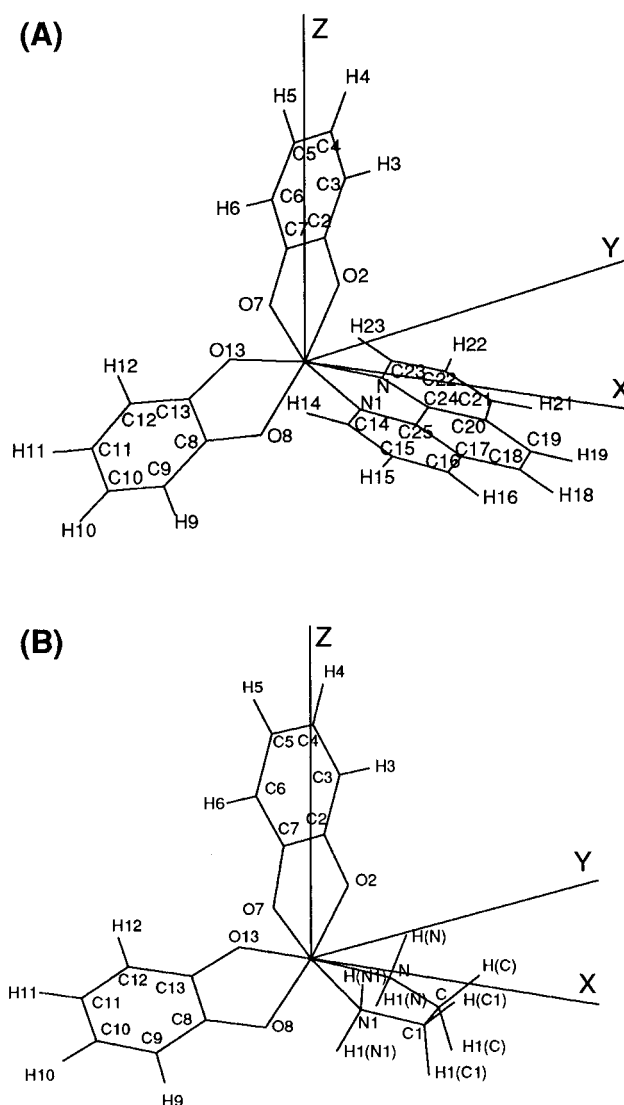 (A)
Z
H4
H5
C4
C5
H3
C3
C6
H6
C2
C7
Y
O2
O7
H23
H22
O13
C23
C22
X
H12
N
H14
C24
C21
H21
N1
C12
C13
C14
C20
C25
C19
H11
C11
C8
O8
C17
C15
C18
H19
C10
C9
C16
H15
H18
H16
H10
H9
(B)
Z
H4
H5
C5
C4
C3
H3
C6
H6
C2
C7
Y
O2
O7
H(N)
H12
O13
H(N1)
N
H(C)
X
C12
C13
H11
H1(N)
C
H(C1)
C11
C10
C8
O8
N1
C1
C9
H1(N1)
H1(C)
H10
H1(C1)
H9